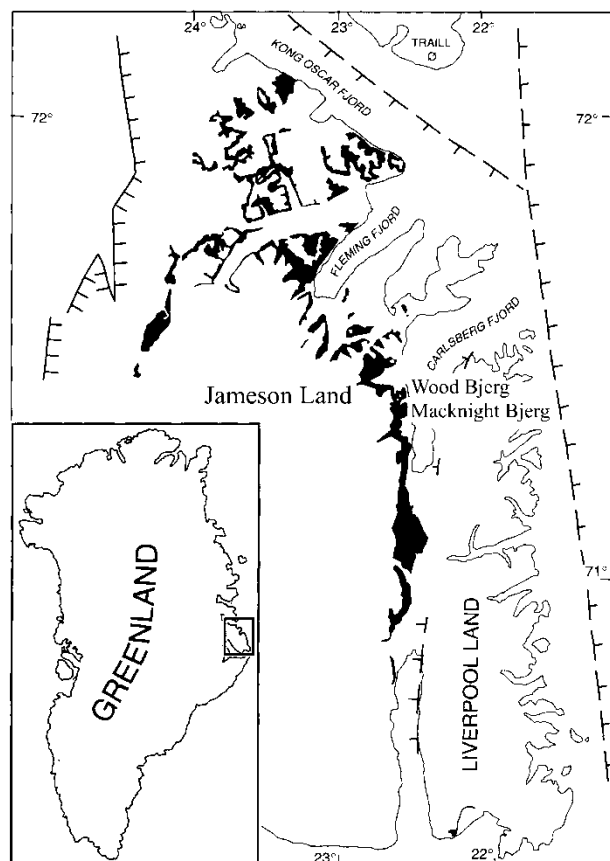 24°
23°
22°
TRAILL
Ø
KONG OSCAR FJORD
72°
72°
FLEMING FJORD
CARLSBERG FJORD
Jameson Land
Wood Bjerg
Macknight Bjerg
GREENLAND
71°
LIVERPOOL LAND
23°
22°